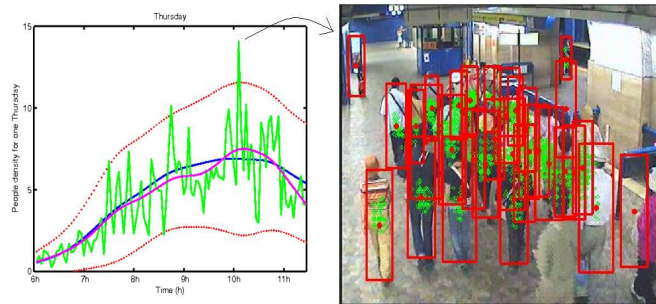 Thursday
People density for one Thursday
15
10
5
0
6h 7h 8h 9h 10h 11h
Time (h)